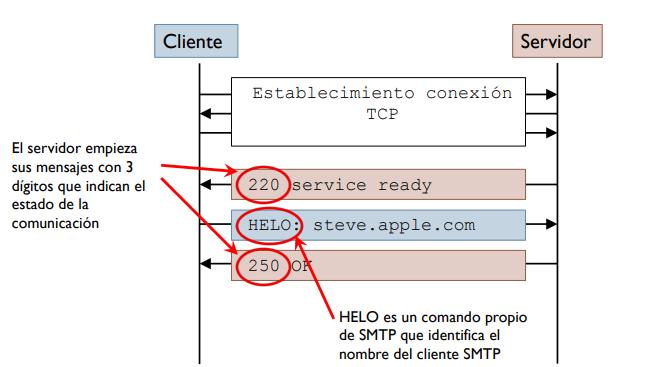 Cliente
Servidor
Establecimiento conexión
TCP
El servidor empieza
sus mensajes con 3
dígitos que indican el
estado de la
comunicación
220 service ready
HELO: steve.apple.com
250 OK
HELO es un comando propio
de SMTP que identifica el
nombre del cliente SMTP